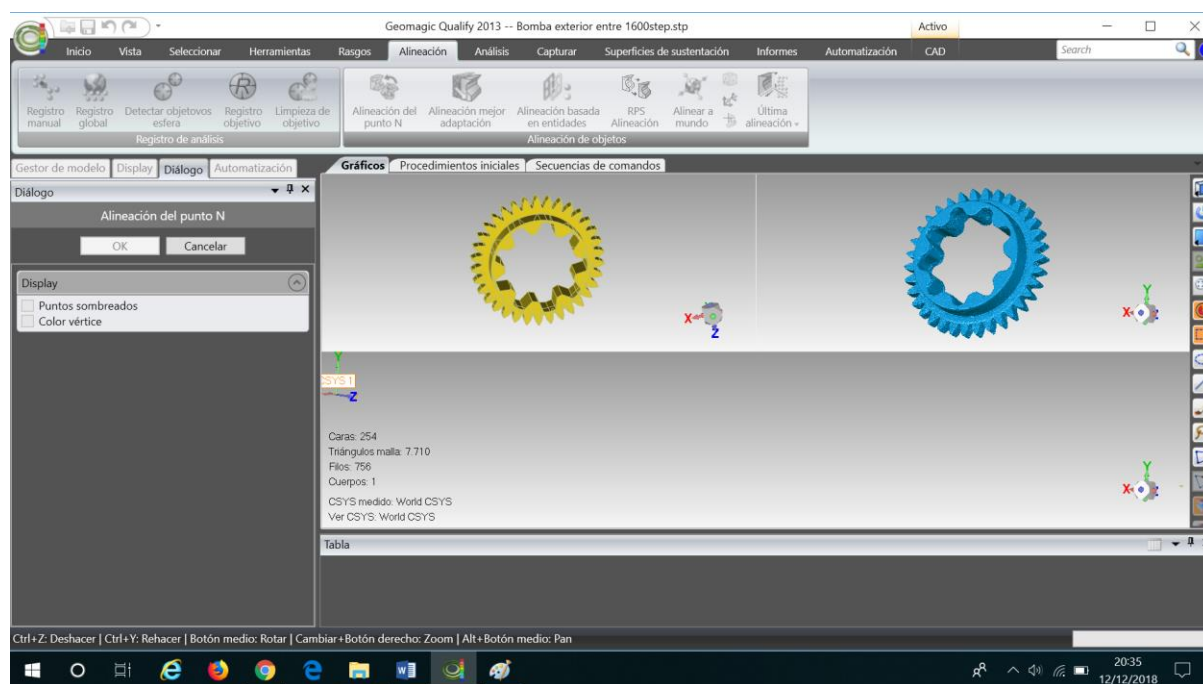 Geomagic Qualify 2013 -- Bomba exterior entre 1600step.stp
Activo
Inicio Vista Seleccionar Herramientas Rasgos Alineación Análisis Capturar Superficies de sustentación Informes Automatización CAD
Search
Registro manual
Registro global
Detectar objetovos esfera
Registro objetivo
Limpieza de objetivo
Registro de análisis
Alineación del punto N
Alineación mejor adaptación
Alineación basada en entidades
RPS Alineación
Alinear a mundo
Última alineación
Alineación de objetos
Gestor de modelo Display Diálogo Automatización
Gráficos Procedimientos iniciales Secuencias de comandos
Diálogo
Alineación del punto N
OK Cancelar
Display
Puntos sombreados
Color vértice
X
Z
Y
X
Z
Y
CSYS 1
Z
Caras: 254
Triángulos malla: 7.710
Filos: 756
Cuerpos: 1
CSYS medido: World CSYS
Ver CSYS: World CSYS
Y
X
Z
Tabla
Ctrl+Z: Deshacer | Ctrl+Y: Rehacer | Botón medio: Rotar | Cambiar+Botón derecho: Zoom | Alt+Botón medio: Pan
20:35
12/12/2018